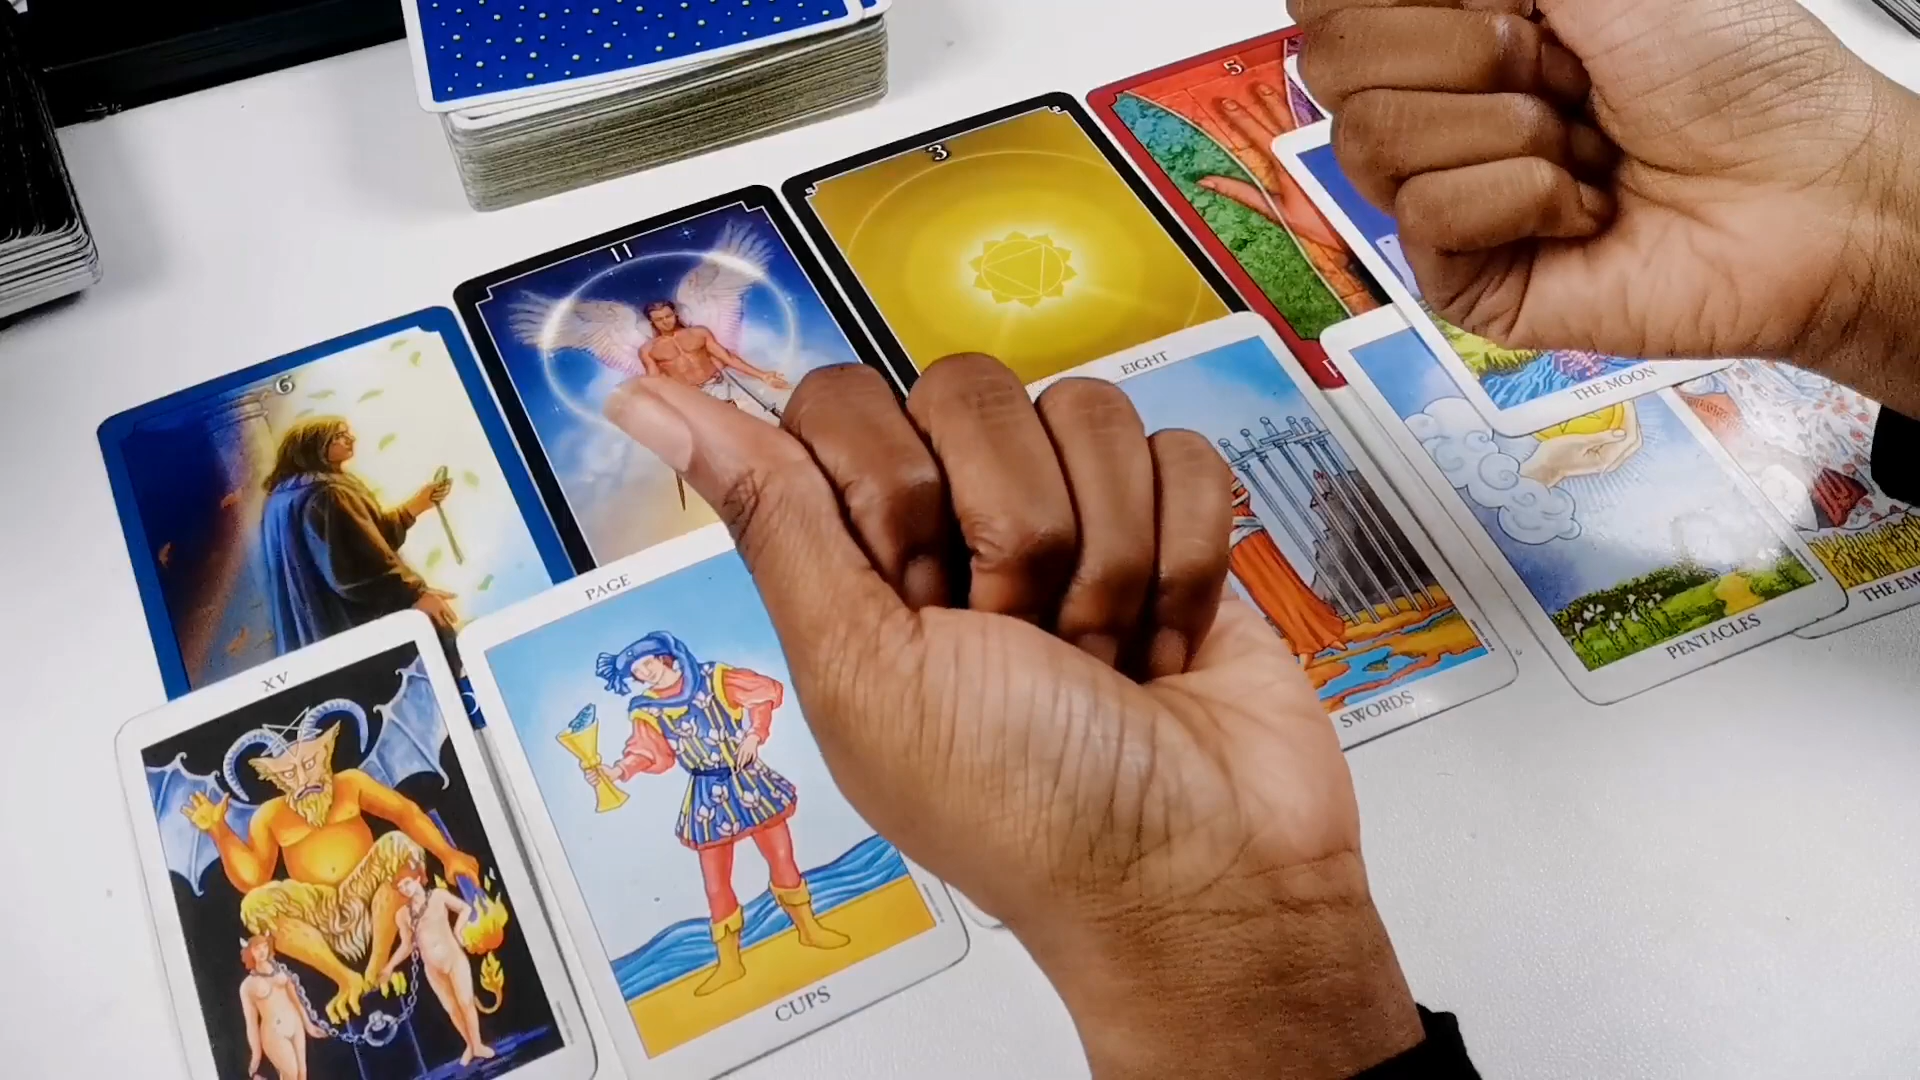 5
3
11
6
EIGHT
THE MOON
PAGE
PENTACLES
XV
SWORDS
CUPS